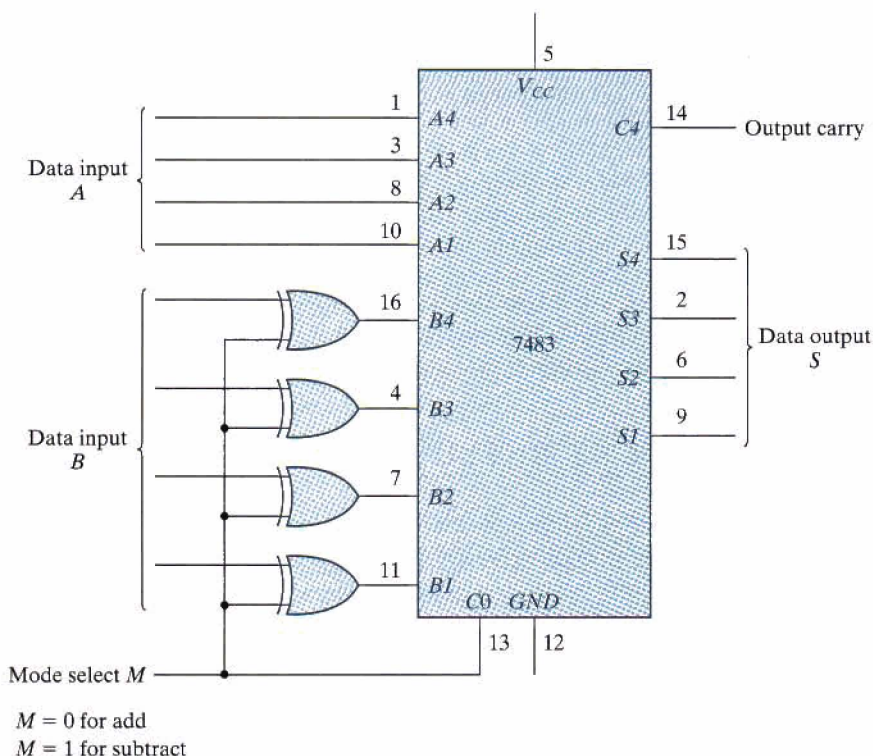 5
V_CC
1
A4
14
C4
Output carry
3
A3
Data input
A
8
A2
10
A1
15
S4
16
B4
2
S3
7483
Data output
S
6
S2
4
B3
9
S1
Data input
B
7
B2
11
B1
C0
GND
13
12
Mode select M
M = 0 for add
M = 1 for subtract